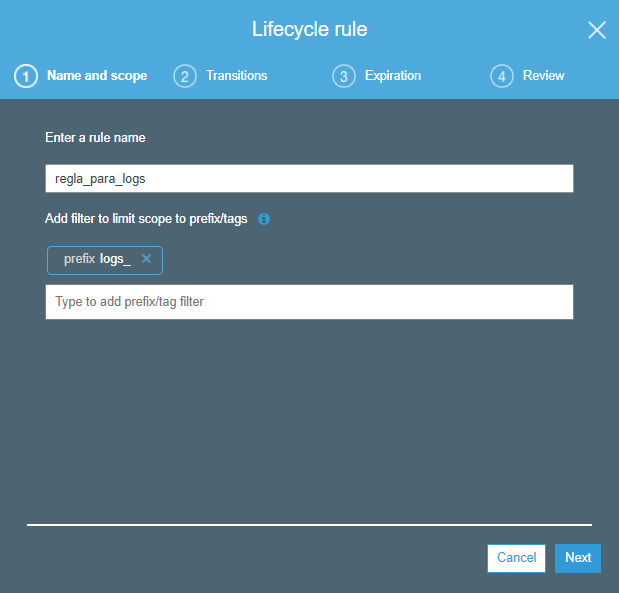 Lifecycle rule
1 Name and scope 2 Transitions 3 Expiration 4 Review
Enter a rule name
regla_para_logs
Add filter to limit scope to prefix/tags
prefix logs_
Type to add prefix/tag filter
Cancel Next